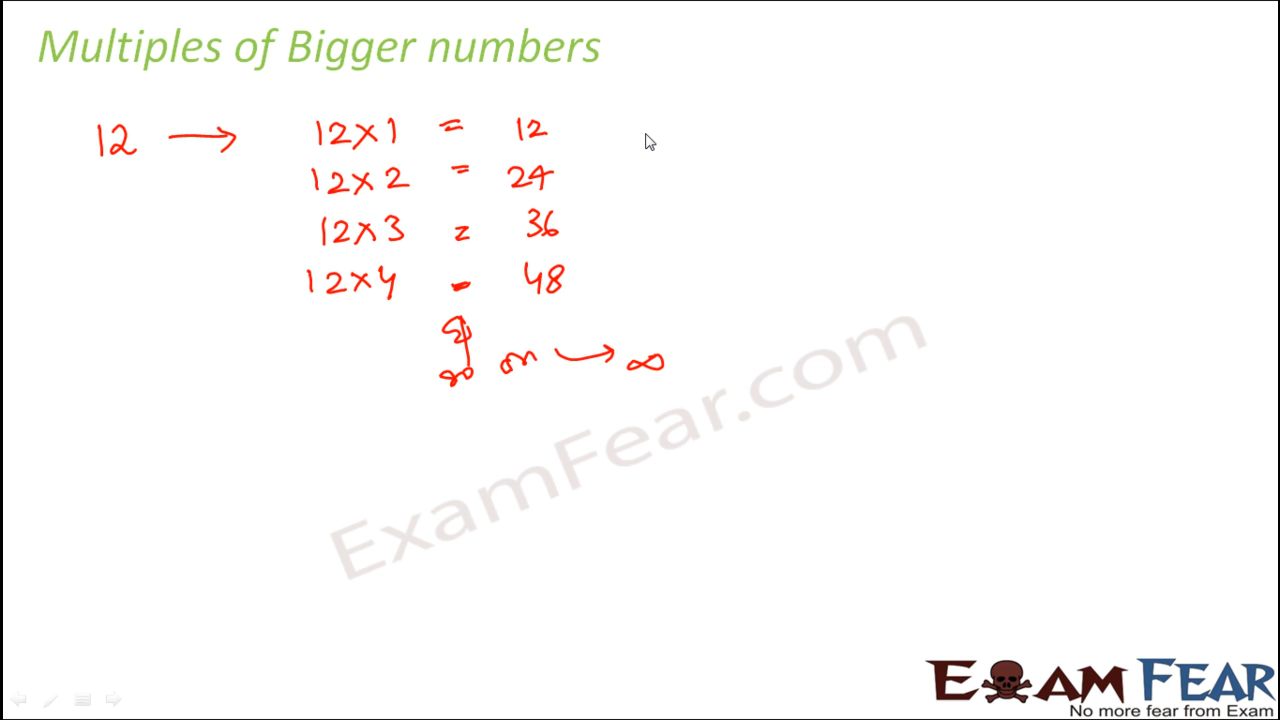 Multiples of Bigger numbers
12 → 12×1 = 12
12×2 = 24
12×3 = 36
12×4 = 48
&
so on → ∞
ExamFear.com
EXAM FEAR
No more fear from Exam